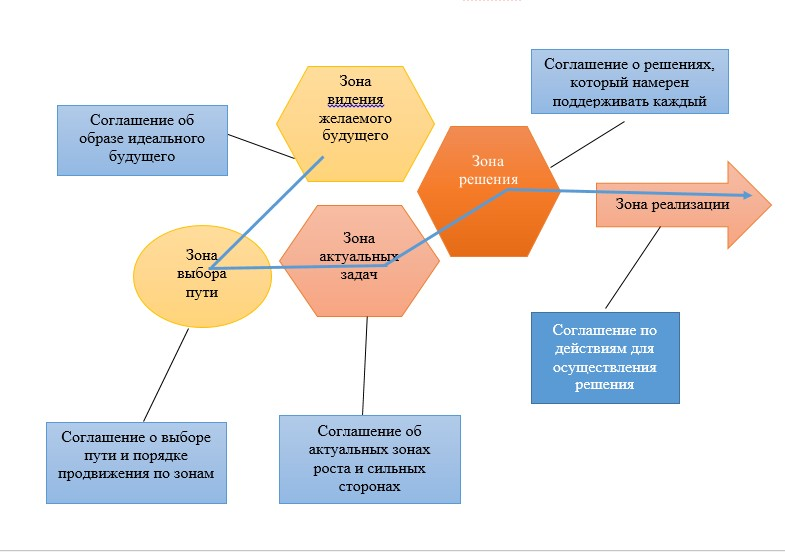 Соглашение о решениях,
который намерен
поддерживать каждый
Зона
видения
желаемого
будущего
Соглашение об
образе идеального
будущего
Зона
решения
Зона реализации
Зона
актуальных
задач
Зона
выбора
пути
Соглашение по
действиям для
осуществления
решения
Соглашение о выборе
пути и порядке
продвижения по зонам
Соглашение об
актуальных зонах
роста и сильных
сторонах